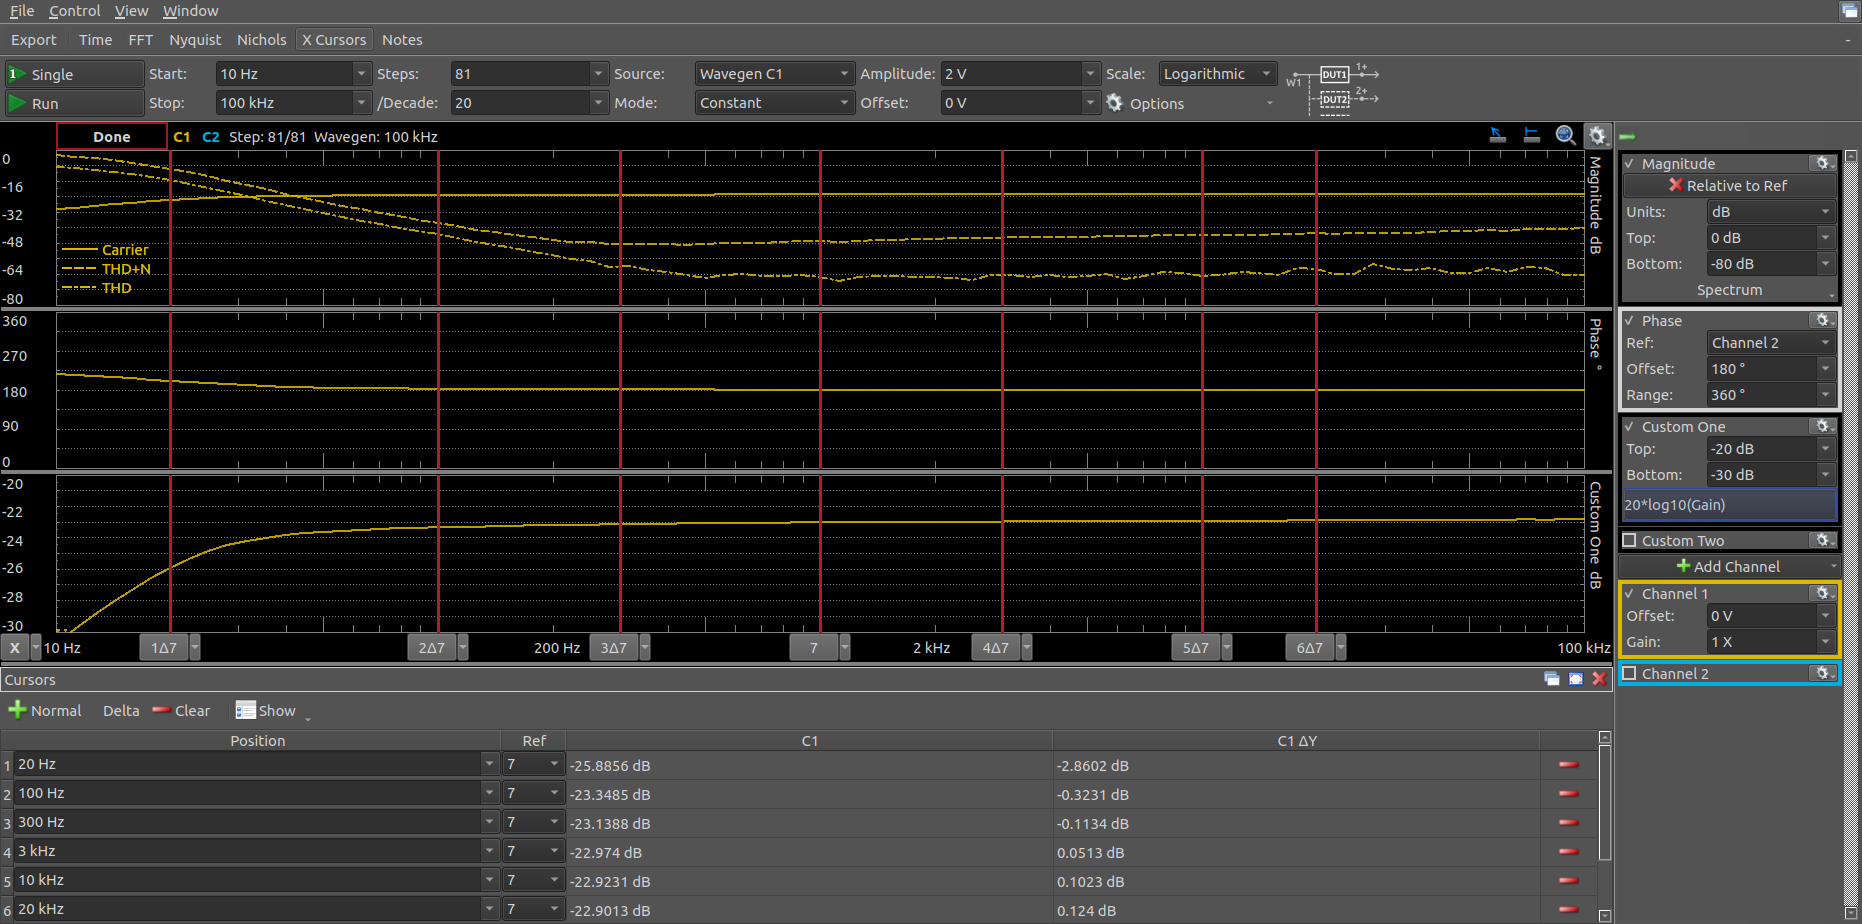 File Control View Window
Export Time FFT Nyquist Nichols X Cursors Notes
1 Single Start: 10 Hz Steps: 81 Source: Wavegen C1 Amplitude: 2 V Scale: Logarithmic
Run Stop: 100 kHz /Decade: 20 Mode: Constant Offset: 0 V Options
W1 DUT1 1+
DUT2 2+
Done C1 C2 Step: 81/81 Wavegen: 100 kHz
0
-16
-32
-48
-64
-80
Carrier
THD+N
THD
Magnitude dB
360
270
180
90
0
Phase °
-20
-22
-24
-26
-28
-30
Custom One dB
X 10 Hz 1Δ7 2Δ7 200 Hz 3Δ7 7 2 kHz 4Δ7 5Δ7 6Δ7 100 kHz
Magnitude
Relative to Ref
Units: dB
Top: 0 dB
Bottom: -80 dB
Spectrum
Phase
Ref: Channel 2
Offset: 180 °
Range: 360 °
Custom One
Top: -20 dB
Bottom: -30 dB
20*log10(Gain)
Custom Two
Add Channel
Channel 1
Offset: 0 V
Gain: 1 X
Channel 2
Cursors
Normal Delta Clear Show
Position Ref C1 C1 ΔY
1 20 Hz 7 -25.8856 dB -2.8602 dB
2 100 Hz 7 -23.3485 dB -0.3231 dB
3 300 Hz 7 -23.1388 dB -0.1134 dB
4 3 kHz 7 -22.974 dB 0.0513 dB
5 10 kHz 7 -22.9231 dB 0.1023 dB
6 20 kHz 7 -22.9013 dB 0.124 dB